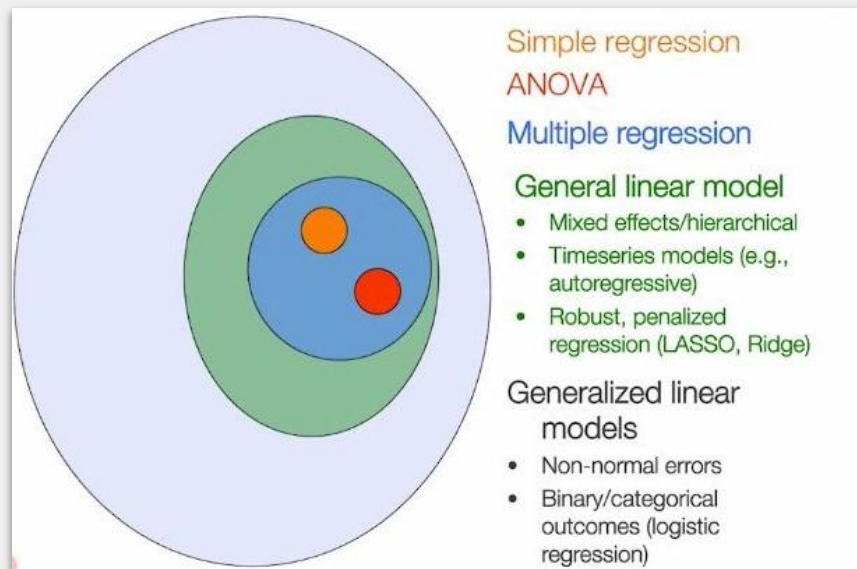 Simple regression
ANOVA
Multiple regression
General linear model
• Mixed effects/hierarchical
• Timeseries models (e.g.,
autoregressive)
• Robust, penalized
regression (LASSO, Ridge)
Generalized linear
models
• Non-normal errors
• Binary/categorical
outcomes (logistic
regression)